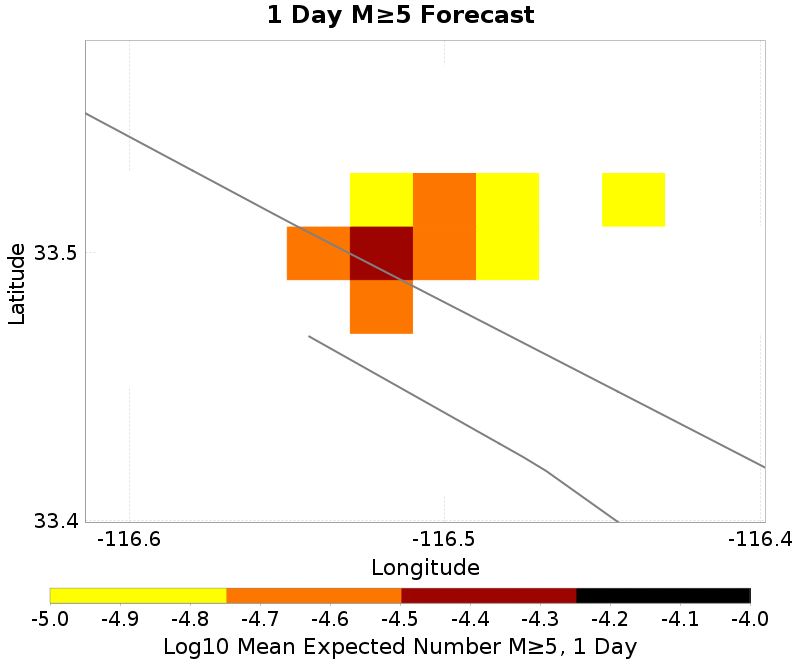 1 Day M≥5 Forecast
Latitude
33.5
33.4
-116.6 -116.5 -116.4
Longitude
-5.0 -4.9 -4.8 -4.7 -4.6 -4.5 -4.4 -4.3 -4.2 -4.1 -4.0
Log10 Mean Expected Number M≥5, 1 Day